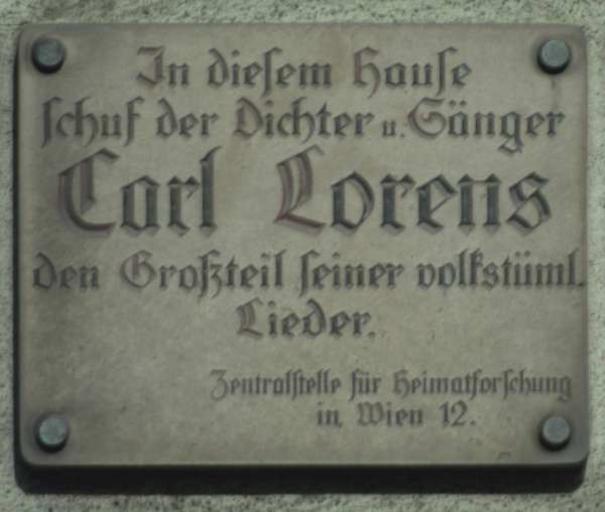 In diesem Hause
schuf der Dichter u. Sänger
Carl Lorens
den Großteil seiner volkstüml.
Lieder.
Zentralstelle für Heimatforschung
in Wien 12.